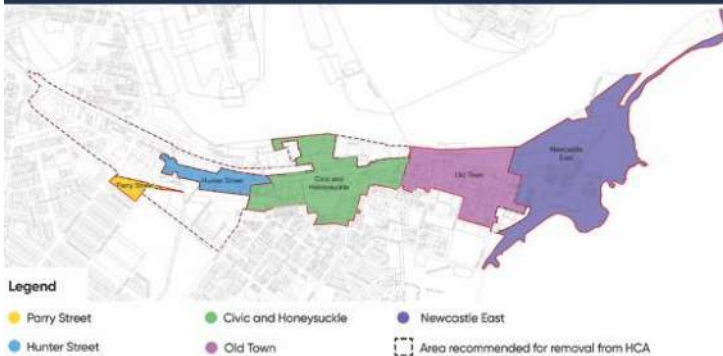 Newcastle
East
Civic and
Honeysuckle
Old Town
Hunter Street
Parry Street
Legend
Parry Street
Civic and Honeysuckle
Newcastle East
Hunter Street
Old Town
Area recommended for removal from HCA